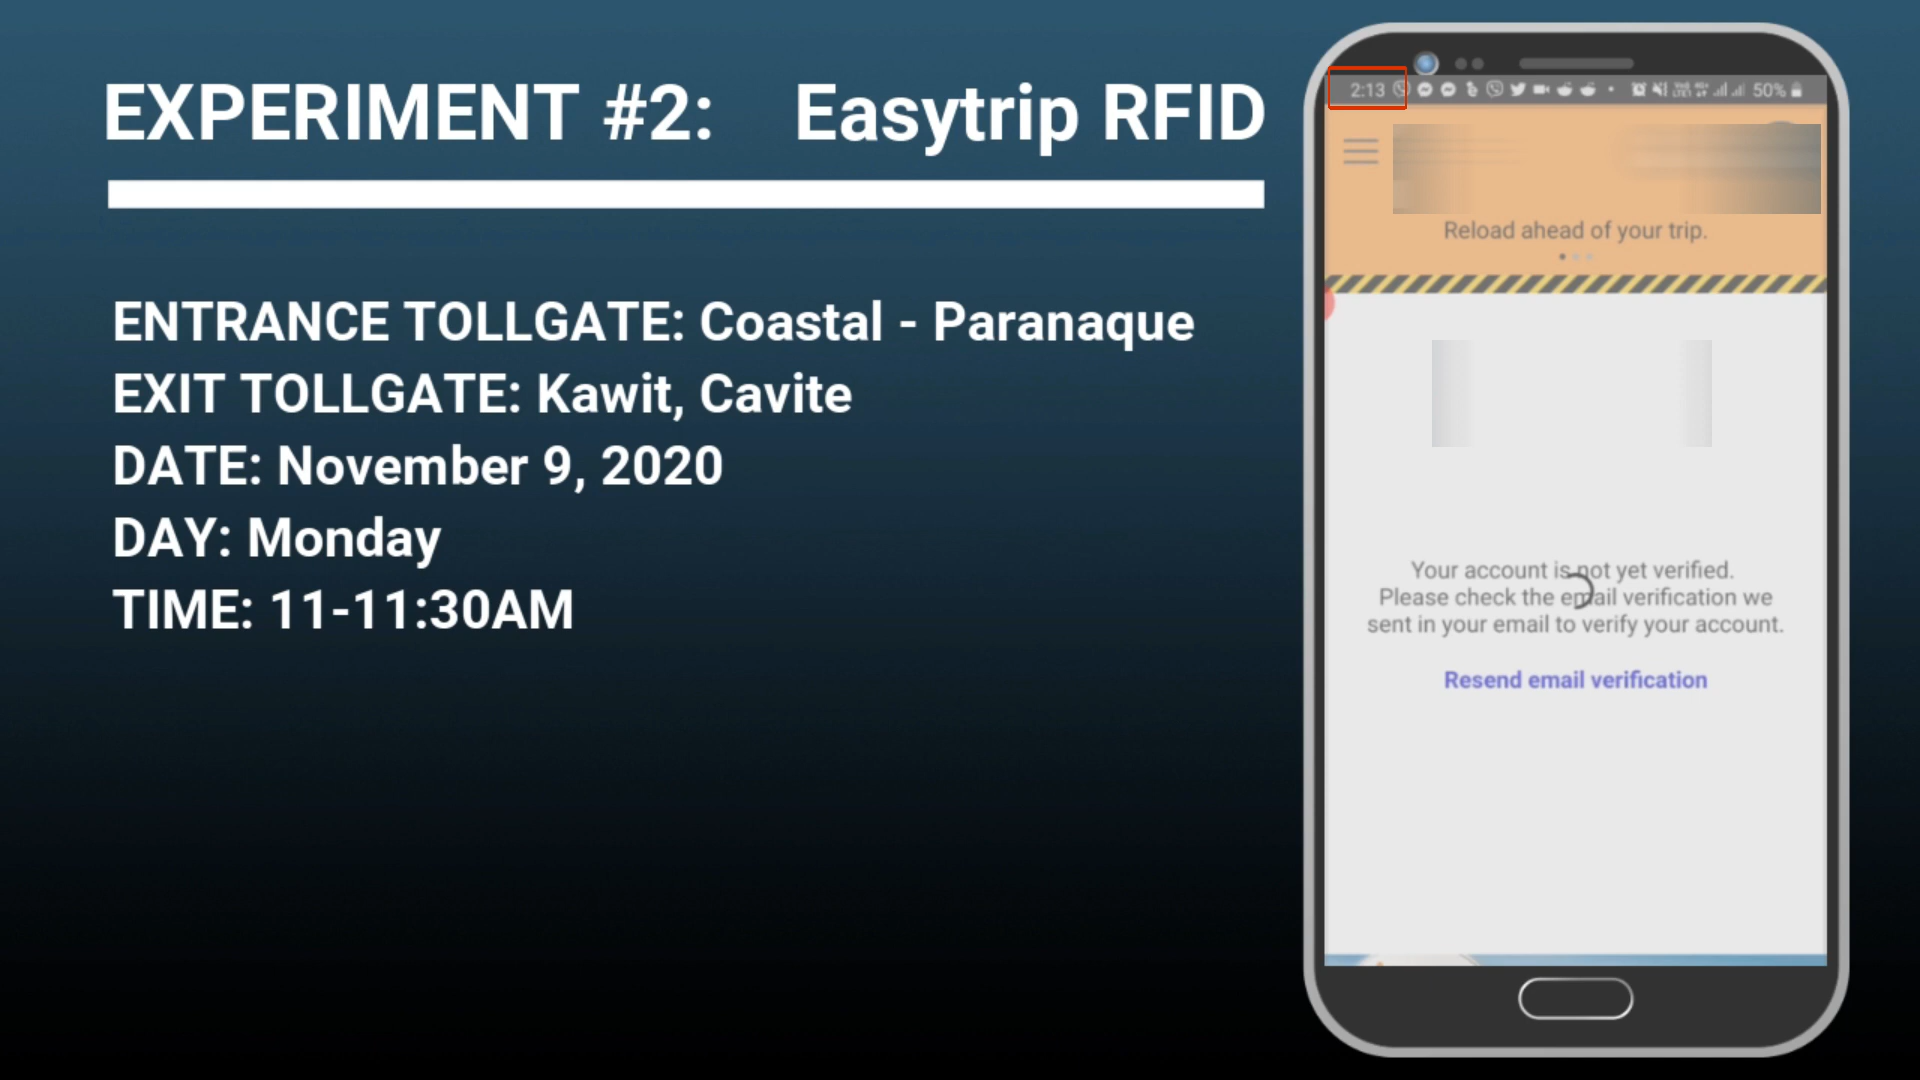 EXPERIMENT #2: Easytrip RFID
ENTRANCE TOLLGATE: Coastal - Paranaque
EXIT TOLLGATE: Kawit, Cavite
DATE: November 9, 2020
DAY: Monday
TIME: 11-11:30AM
2:13 50%
Reload ahead of your trip.
Your account is not yet verified.
Please check the email verification we
sent in your email to verify your account.
Resend email verification